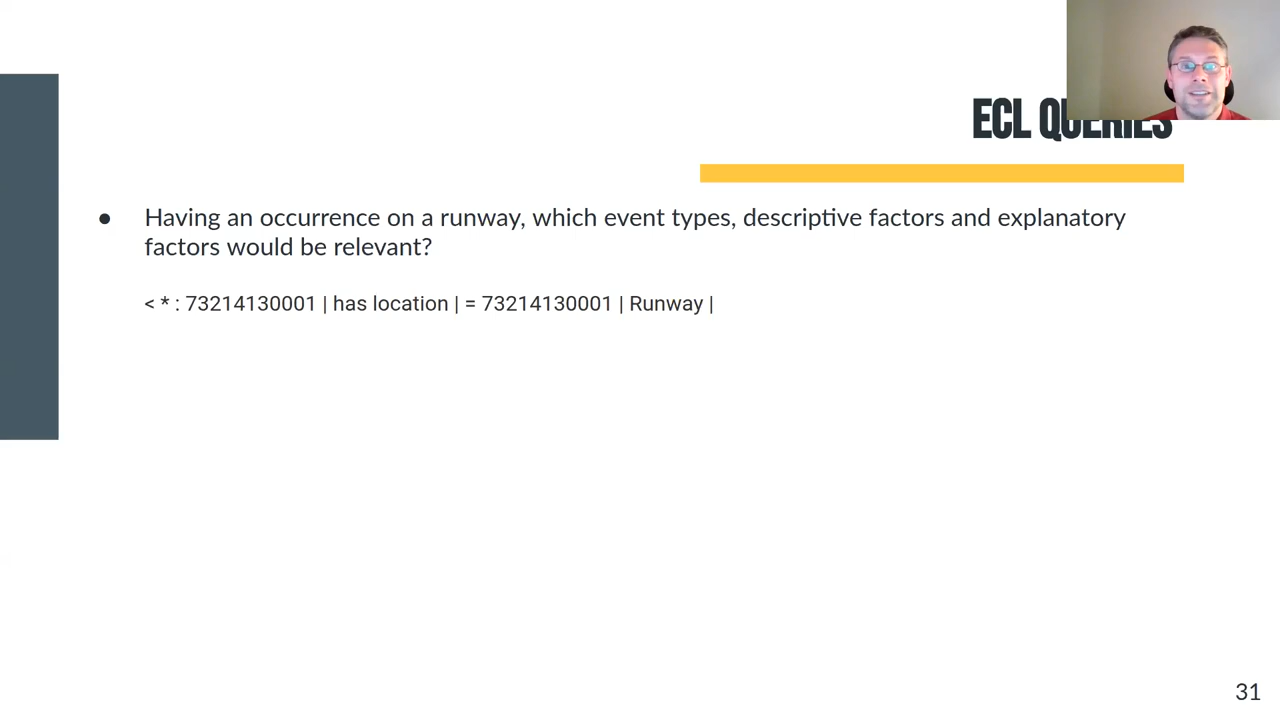 ECL QUERIES
● Having an occurrence on a runway, which event types, descriptive factors and explanatory
factors would be relevant?
< * : 73214130001 | has location | = 73214130001 | Runway |
31